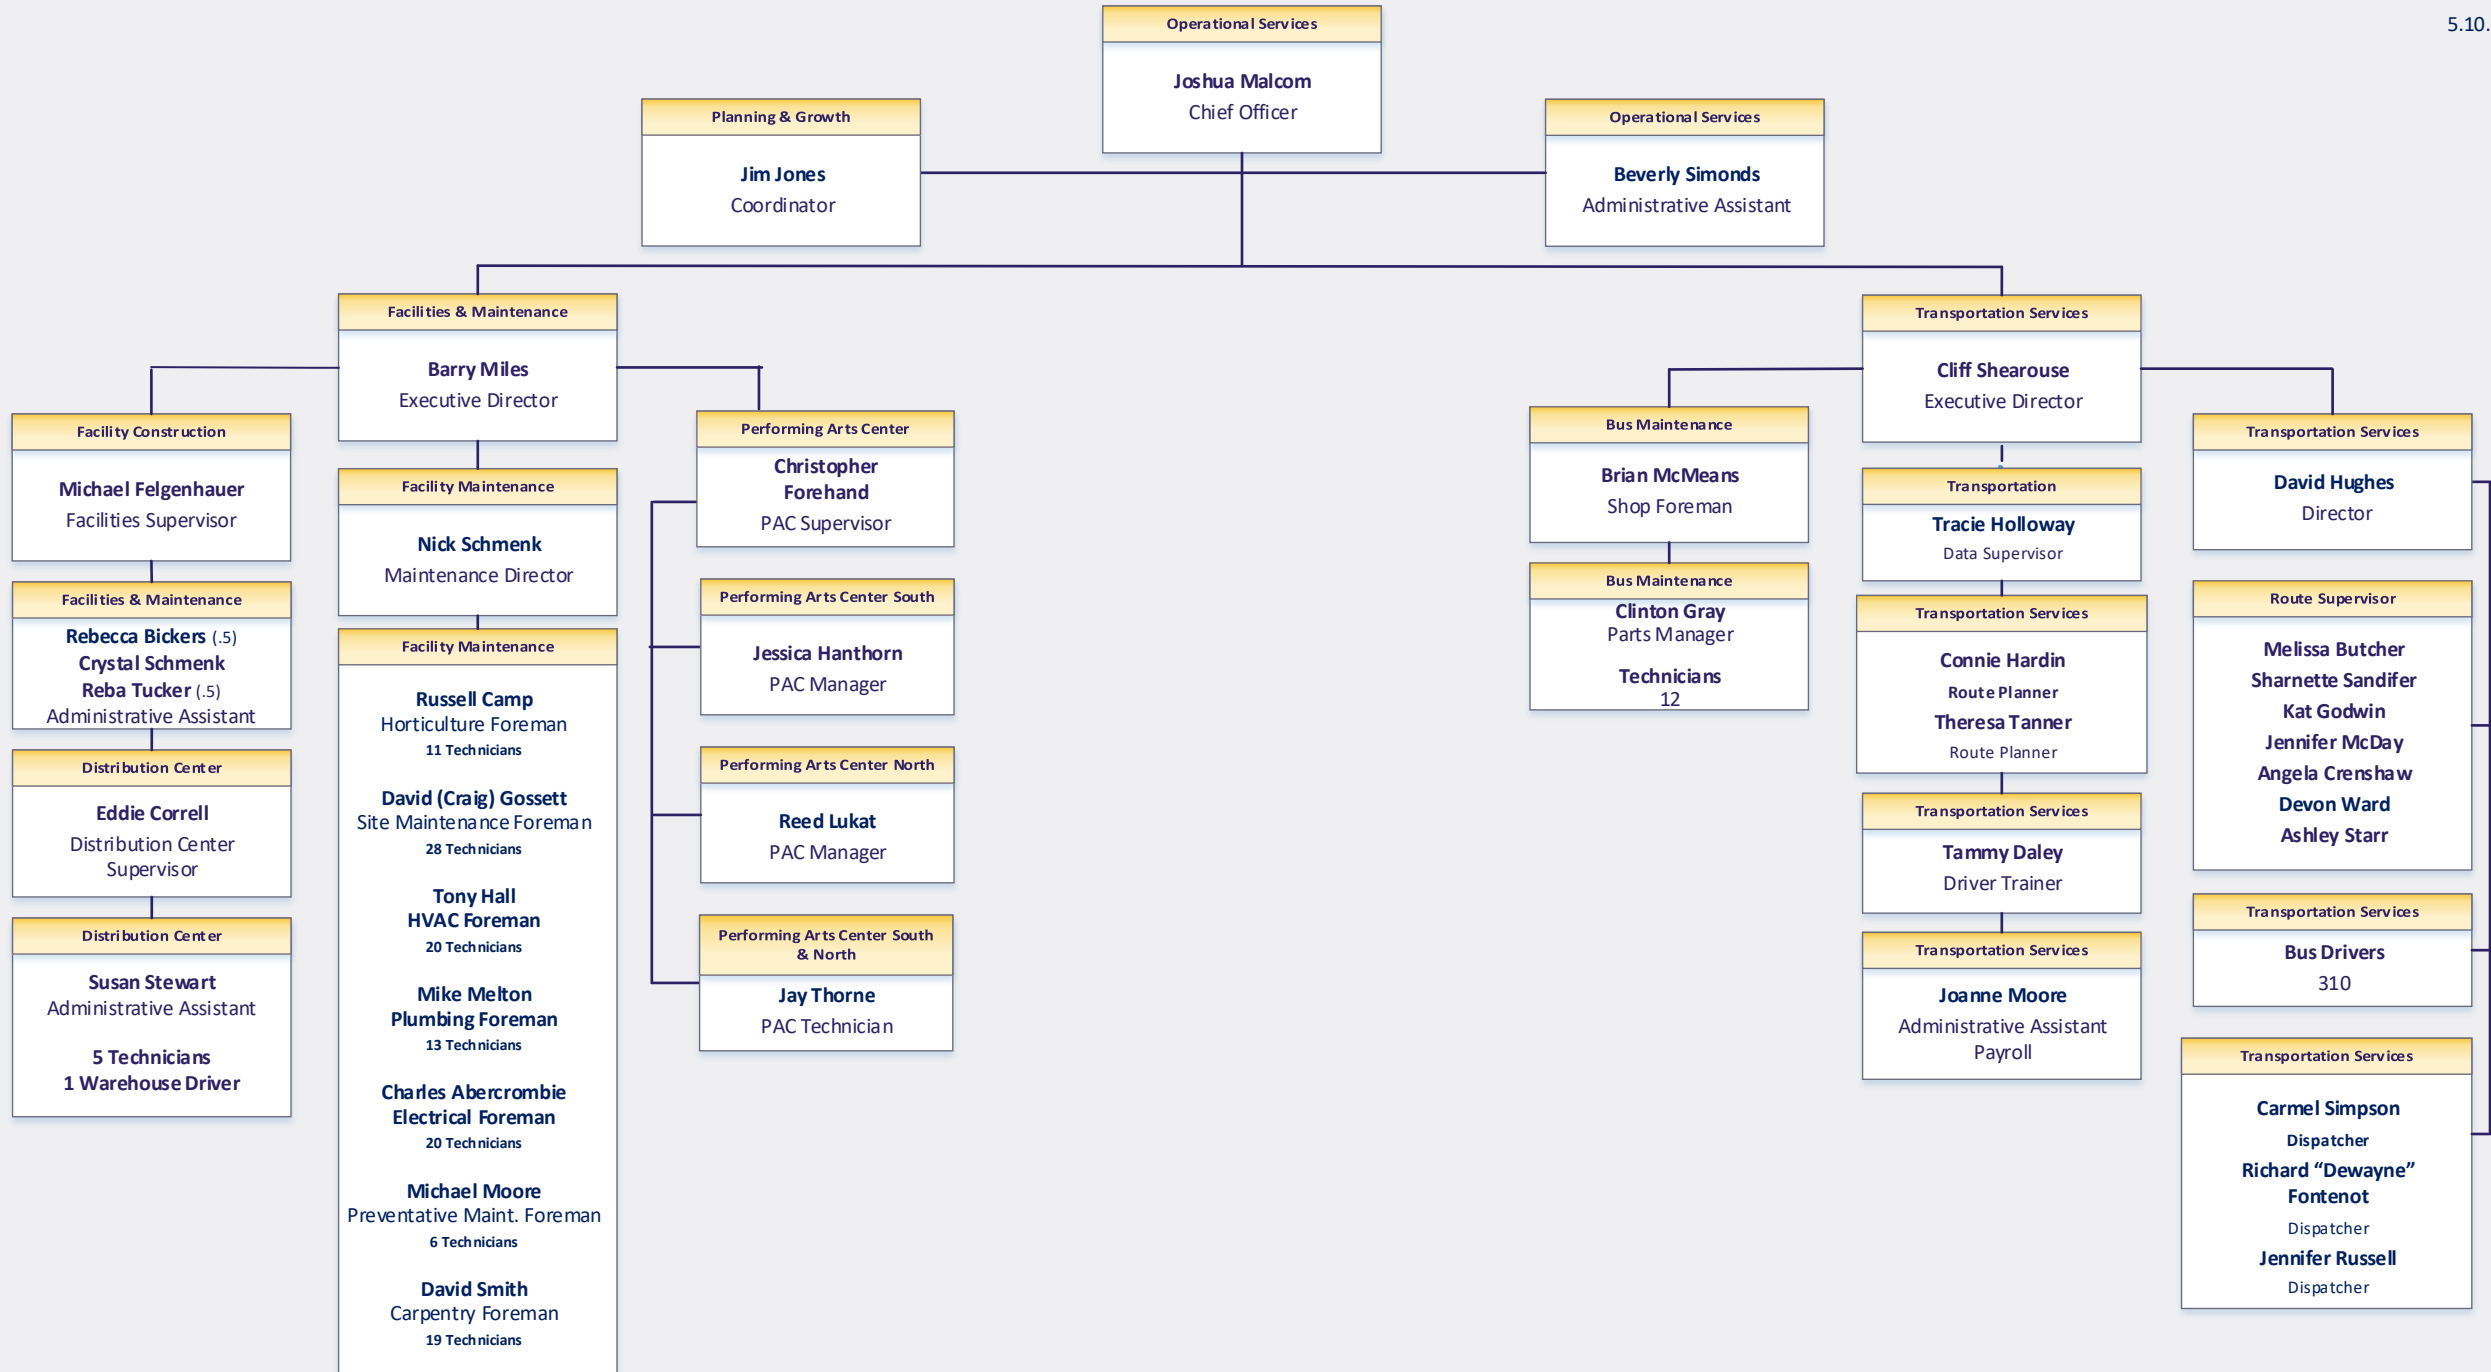 5.10.
Operational Services
Joshua Malcom
Chief Officer
Planning & Growth
Jim Jones
Coordinator
Operational Services
Beverly Simonds
Administrative Assistant
Facilities & Maintenance
Barry Miles
Executive Director
Facility Construction
Michael Felgenhauer
Facilities Supervisor
Facilities & Maintenance
Rebecca Bickers (.5)
Crystal Schmenk
Reba Tucker (.5)
Administrative Assistant
Distribution Center
Eddie Correll
Distribution Center
Supervisor
Distribution Center
Susan Stewart
Administrative Assistant
5 Technicians
1 Warehouse Driver
Facility Maintenance
Nick Schmenk
Maintenance Director
Facility Maintenance
Russell Camp
Horticulture Foreman
11 Technicians
David (Craig) Gossett
Site Maintenance Foreman
28 Technicians
Tony Hall
HVAC Foreman
20 Technicians
Mike Melton
Plumbing Foreman
13 Technicians
Charles Abercrombie
Electrical Foreman
20 Technicians
Michael Moore
Preventative Maint. Foreman
6 Technicians
David Smith
Carpentry Foreman
19 Technicians
Performing Arts Center
Christopher
Forehand
PAC Supervisor
Performing Arts Center South
Jessica Hanthorn
PAC Manager
Performing Arts Center North
Reed Lukat
PAC Manager
Performing Arts Center South
& North
Jay Thorne
PAC Technician
Transportation Services
Cliff Shearouse
Executive Director
Bus Maintenance
Brian McMeans
Shop Foreman
Bus Maintenance
Clinton Gray
Parts Manager
Technicians
12
Transportation
Tracie Holloway
Data Supervisor
Transportation Services
Connie Hardin
Route Planner
Theresa Tanner
Route Planner
Transportation Services
Tammy Daley
Driver Trainer
Transportation Services
Joanne Moore
Administrative Assistant
Payroll
Transportation Services
David Hughes
Director
Route Supervisor
Melissa Butcher
Sharnette Sandifer
Kat Godwin
Jennifer McDay
Angela Crenshaw
Devon Ward
Ashley Starr
Transportation Services
Bus Drivers
310
Transportation Services
Carmel Simpson
Dispatcher
Richard “Dewayne”
Fontenot
Dispatcher
Jennifer Russell
Dispatcher